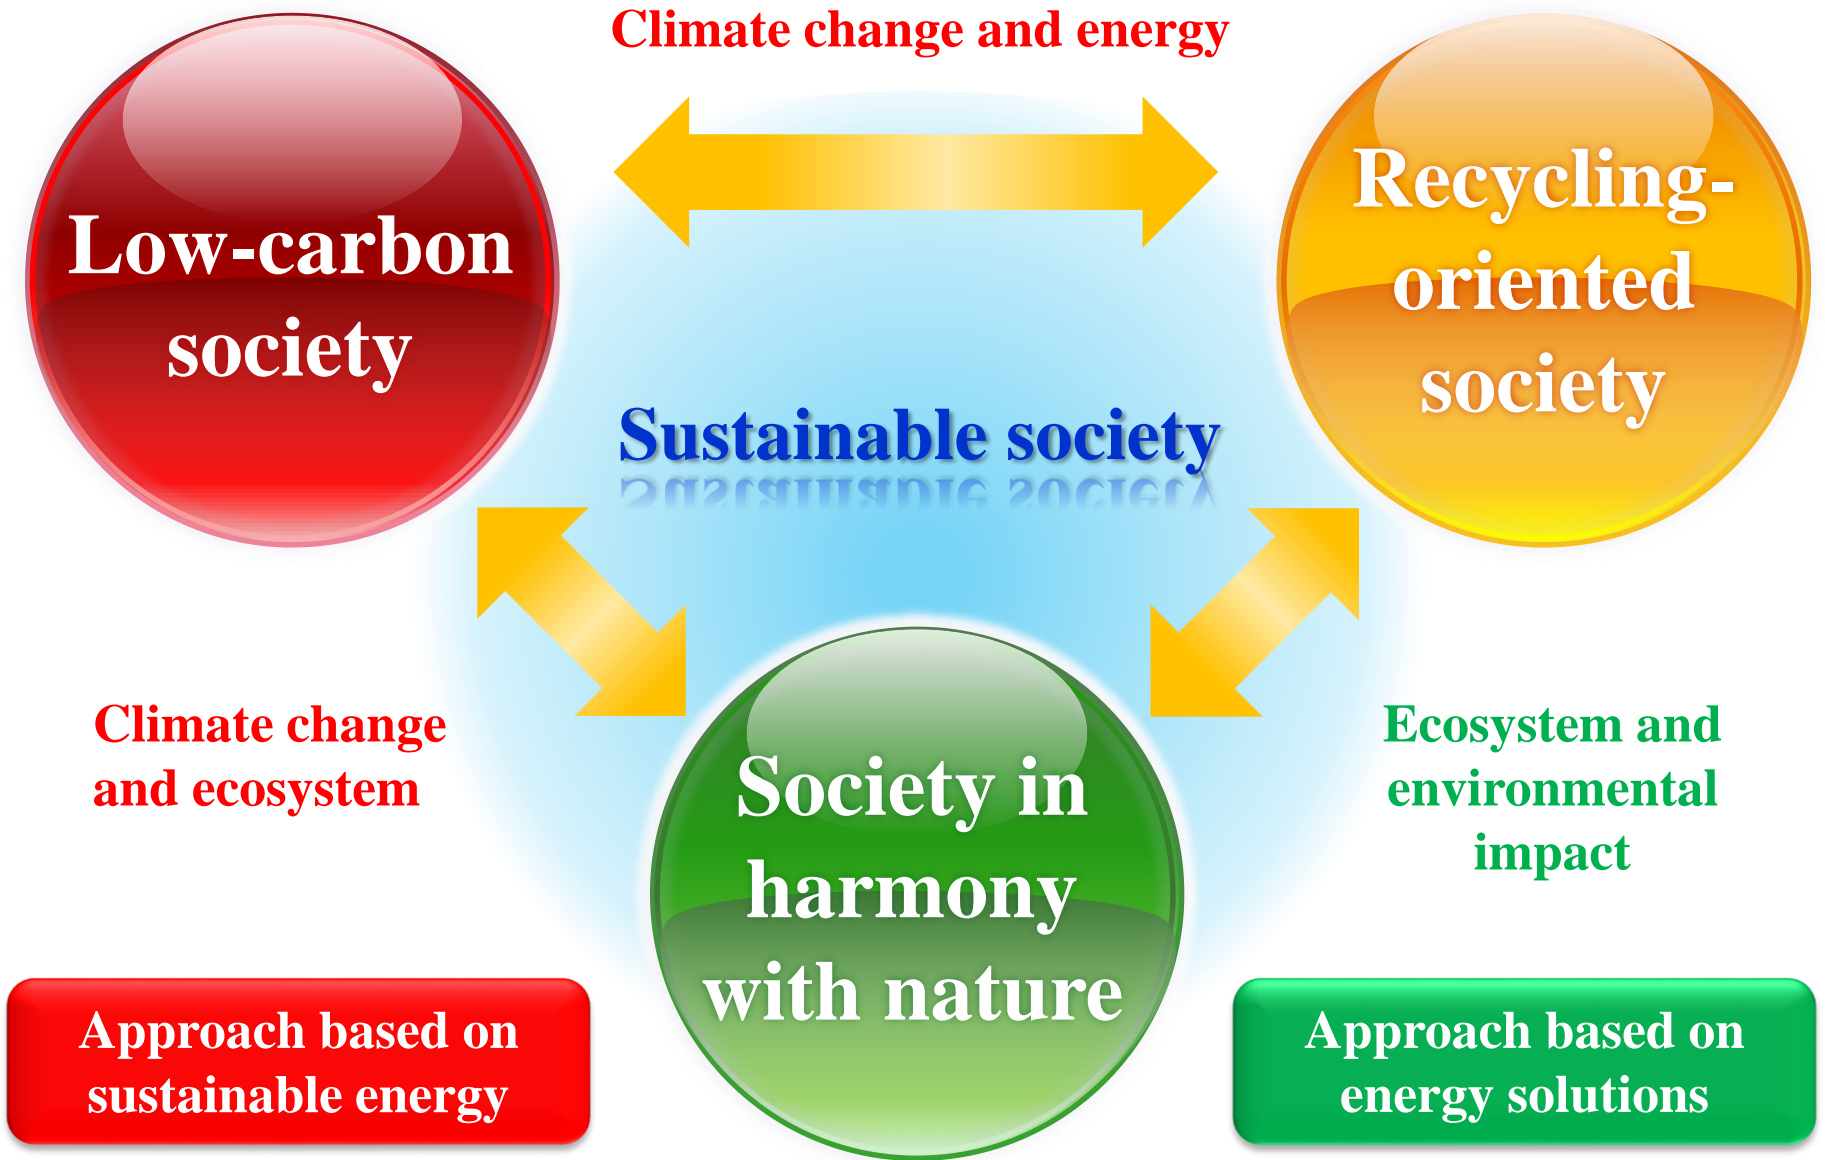 Climate change and energy
Low-carbon
society
Recycling-
oriented
society
Sustainable society
Climate change
and ecosystem
Society in
harmony
with nature
Ecosystem and
environmental
impact
Approach based on
sustainable energy
Approach based on
energy solutions